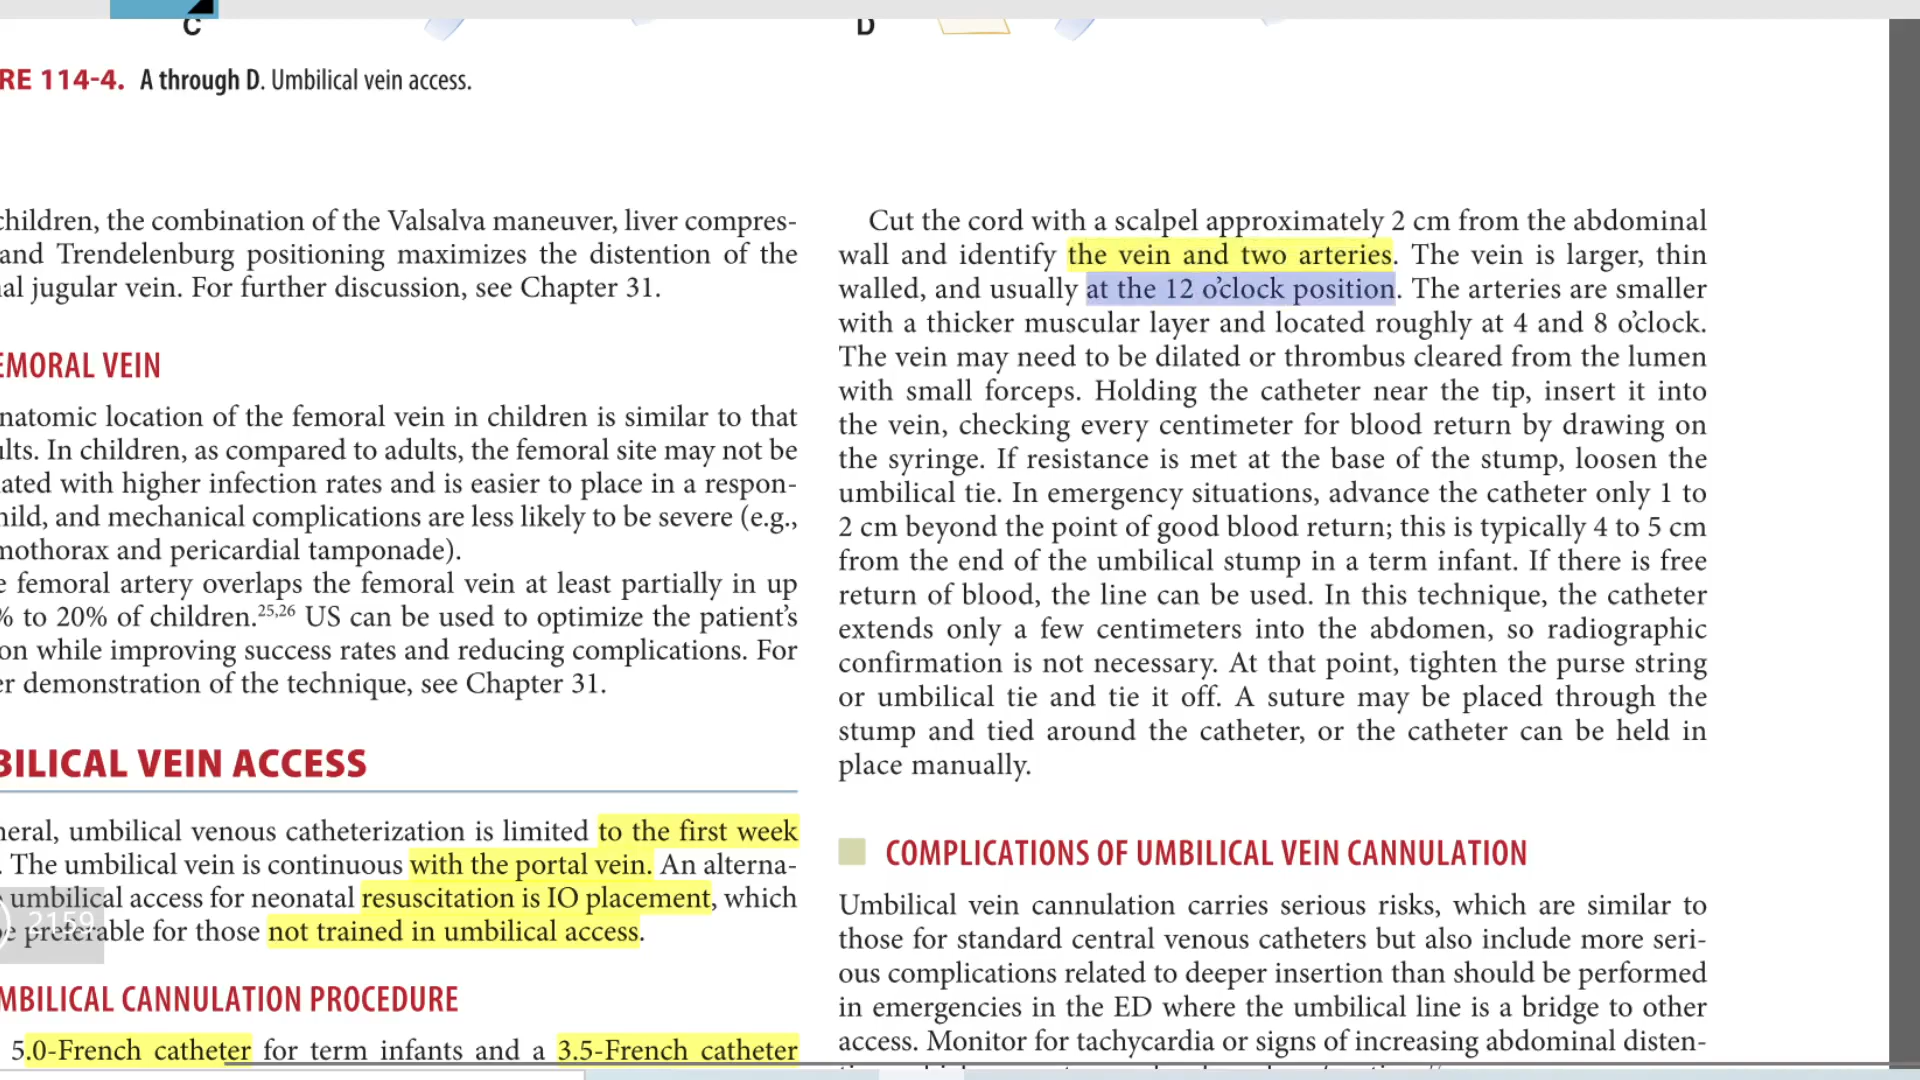 C
D
RE 114-4. A through D. Umbilical vein access.
children, the combination of the Valsalva maneuver, liver compres-
and Trendelenburg positioning maximizes the distention of the
al jugular vein. For further discussion, see Chapter 31.
EMORAL VEIN
natomic location of the femoral vein in children is similar to that
ults. In children, as compared to adults, the femoral site may not be
ated with higher infection rates and is easier to place in a respon-
hild, and mechanical complications are less likely to be severe (e.g.,
mothorax and pericardial tamponade).
e femoral artery overlaps the femoral vein at least partially in up
% to 20% of children.25,26 US can be used to optimize the patient's
on while improving success rates and reducing complications. For
er demonstration of the technique, see Chapter 31.
BILICAL VEIN ACCESS
neral, umbilical venous catheterization is limited to the first week
. The umbilical vein is continuous with the portal vein. An alterna-
umbilical access for neonatal resuscitation is IO placement, which
e preferable for those not trained in umbilical access.
2159
MBILICAL CANNULATION PROCEDURE
5.0-French catheter for term infants and a 3.5-French catheter
Cut the cord with a scalpel approximately 2 cm from the abdominal
wall and identify the vein and two arteries. The vein is larger, thin
walled, and usually at the 12 o'clock position. The arteries are smaller
with a thicker muscular layer and located roughly at 4 and 8 o'clock.
The vein may need to be dilated or thrombus cleared from the lumen
with small forceps. Holding the catheter near the tip, insert it into
the vein, checking every centimeter for blood return by drawing on
the syringe. If resistance is met at the base of the stump, loosen the
umbilical tie. In emergency situations, advance the catheter only 1 to
2 cm beyond the point of good blood return; this is typically 4 to 5 cm
from the end of the umbilical stump in a term infant. If there is free
return of blood, the line can be used. In this technique, the catheter
extends only a few centimeters into the abdomen, so radiographic
confirmation is not necessary. At that point, tighten the purse string
or umbilical tie and tie it off. A suture may be placed through the
stump and tied around the catheter, or the catheter can be held in
place manually.
COMPLICATIONS OF UMBILICAL VEIN CANNULATION
Umbilical vein cannulation carries serious risks, which are similar to
those for standard central venous catheters but also include more seri-
ous complications related to deeper insertion than should be performed
in emergencies in the ED where the umbilical line is a bridge to other
access. Monitor for tachycardia or signs of increasing abdominal disten-